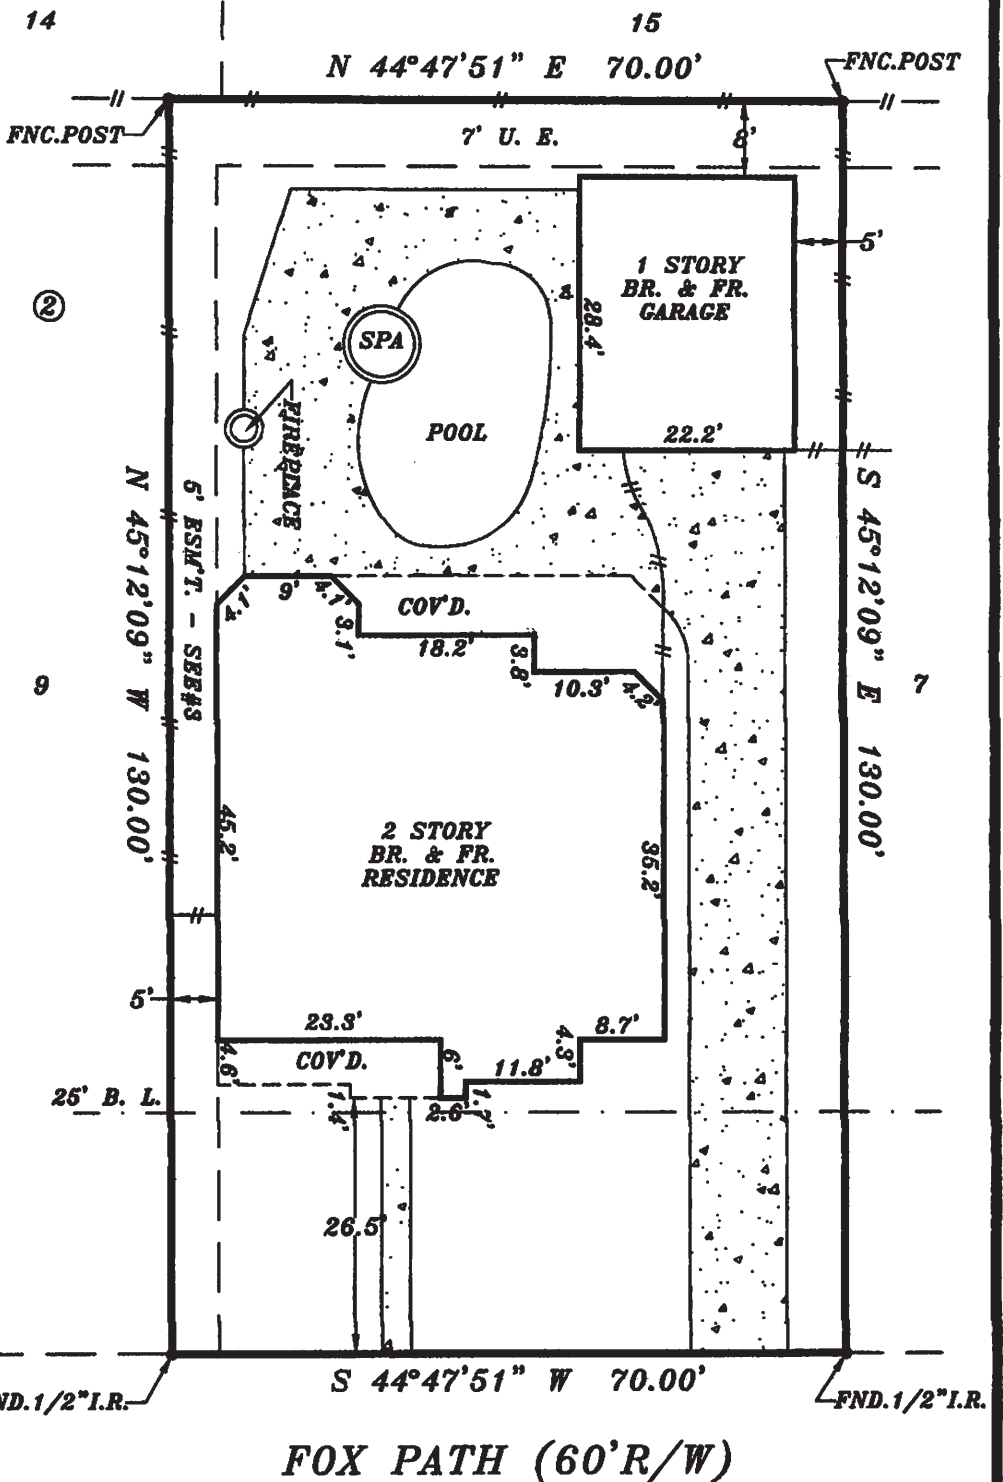 14
15
N 44°47'51" E 70.00'
FNC.POST
FNC.POST
7' U. E.
8'
5'
1 STORY
BR. & FR.
GARAGE
28.4'
22.2'
2
SPA
POOL
FIREPLACE
N 45°12'09" W 130.00'
5' ESM'T. - SEE#8
S 45°12'09" E 130.00'
4.1'
9'
4.1'
3.1'
COV'D.
18.2'
3.8'
10.3'
4.2'
9
7
45.2'
2 STORY
BR. & FR.
RESIDENCE
35.2'
5'
23.3'
8.7'
4.3'
4.6'
COV'D.
6'
11.8'
25' B. L.
1.4'
2.6'
1.7'
26.5'
S 44°47'51" W 70.00'
ND.1/2"I.R.
FND.1/2"I.R.
FOX PATH (60'R/W)